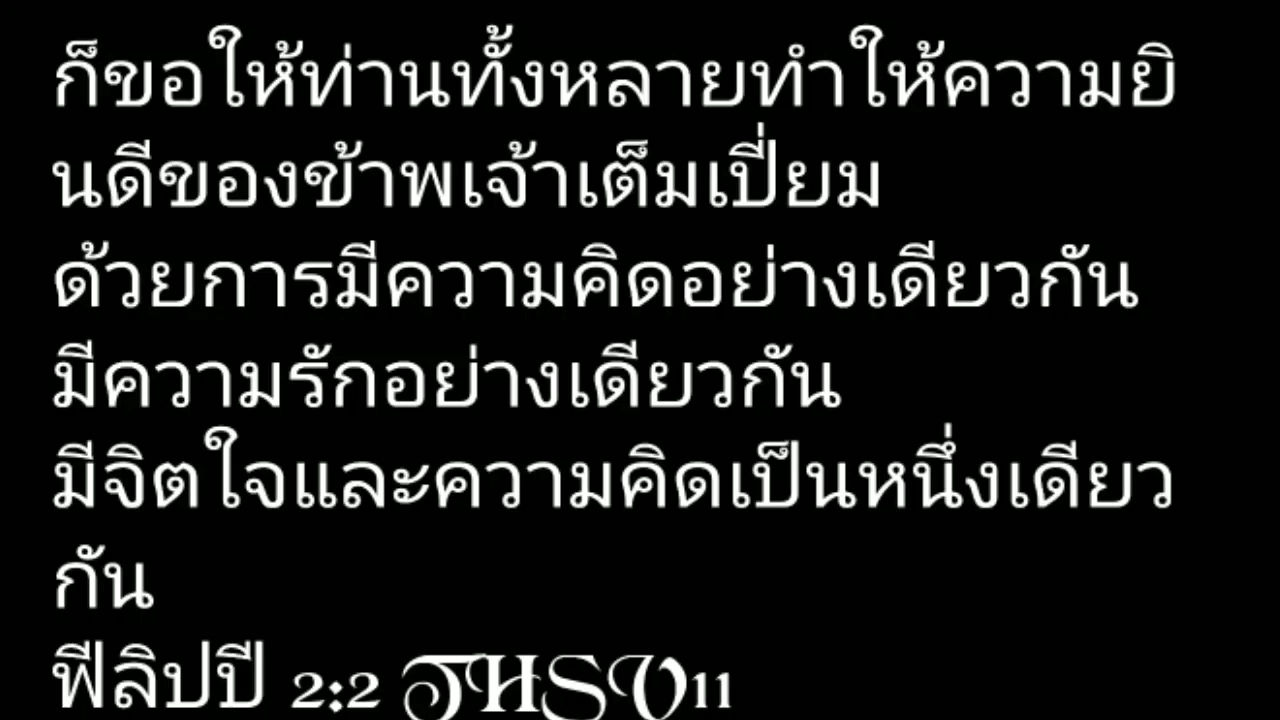 ก็ขอให้ท่านทั้งหลายทำให้ความยิ
นดีของข้าพเจ้าเต็มเปี่ยม
ด้วยการมีความคิดอย่างเดียวกัน
มีความรักอย่างเดียวกัน
มีจิตใจและความคิดเป็นหนึ่งเดียว
กัน
ฟีลิปปี 2:2 THSV11